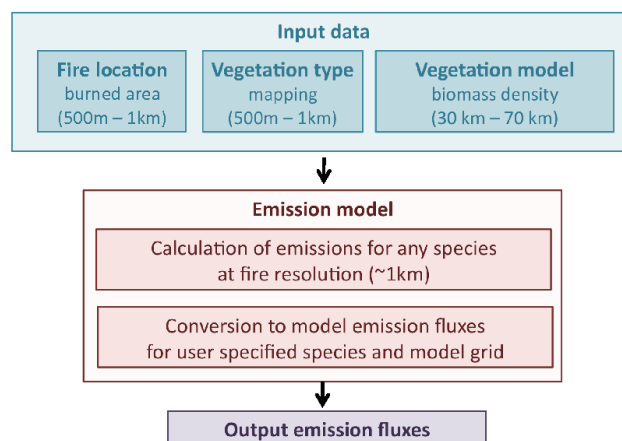 Input data
Fire location
burned area
(500m – 1km)
Vegetation type
mapping
(500m – 1km)
Vegetation model
biomass density
(30 km – 70 km)
Emission model
Calculation of emissions for any species
at fire resolution (~1km)
Conversion to model emission fluxes
for user specified species and model grid
Output emission fluxes